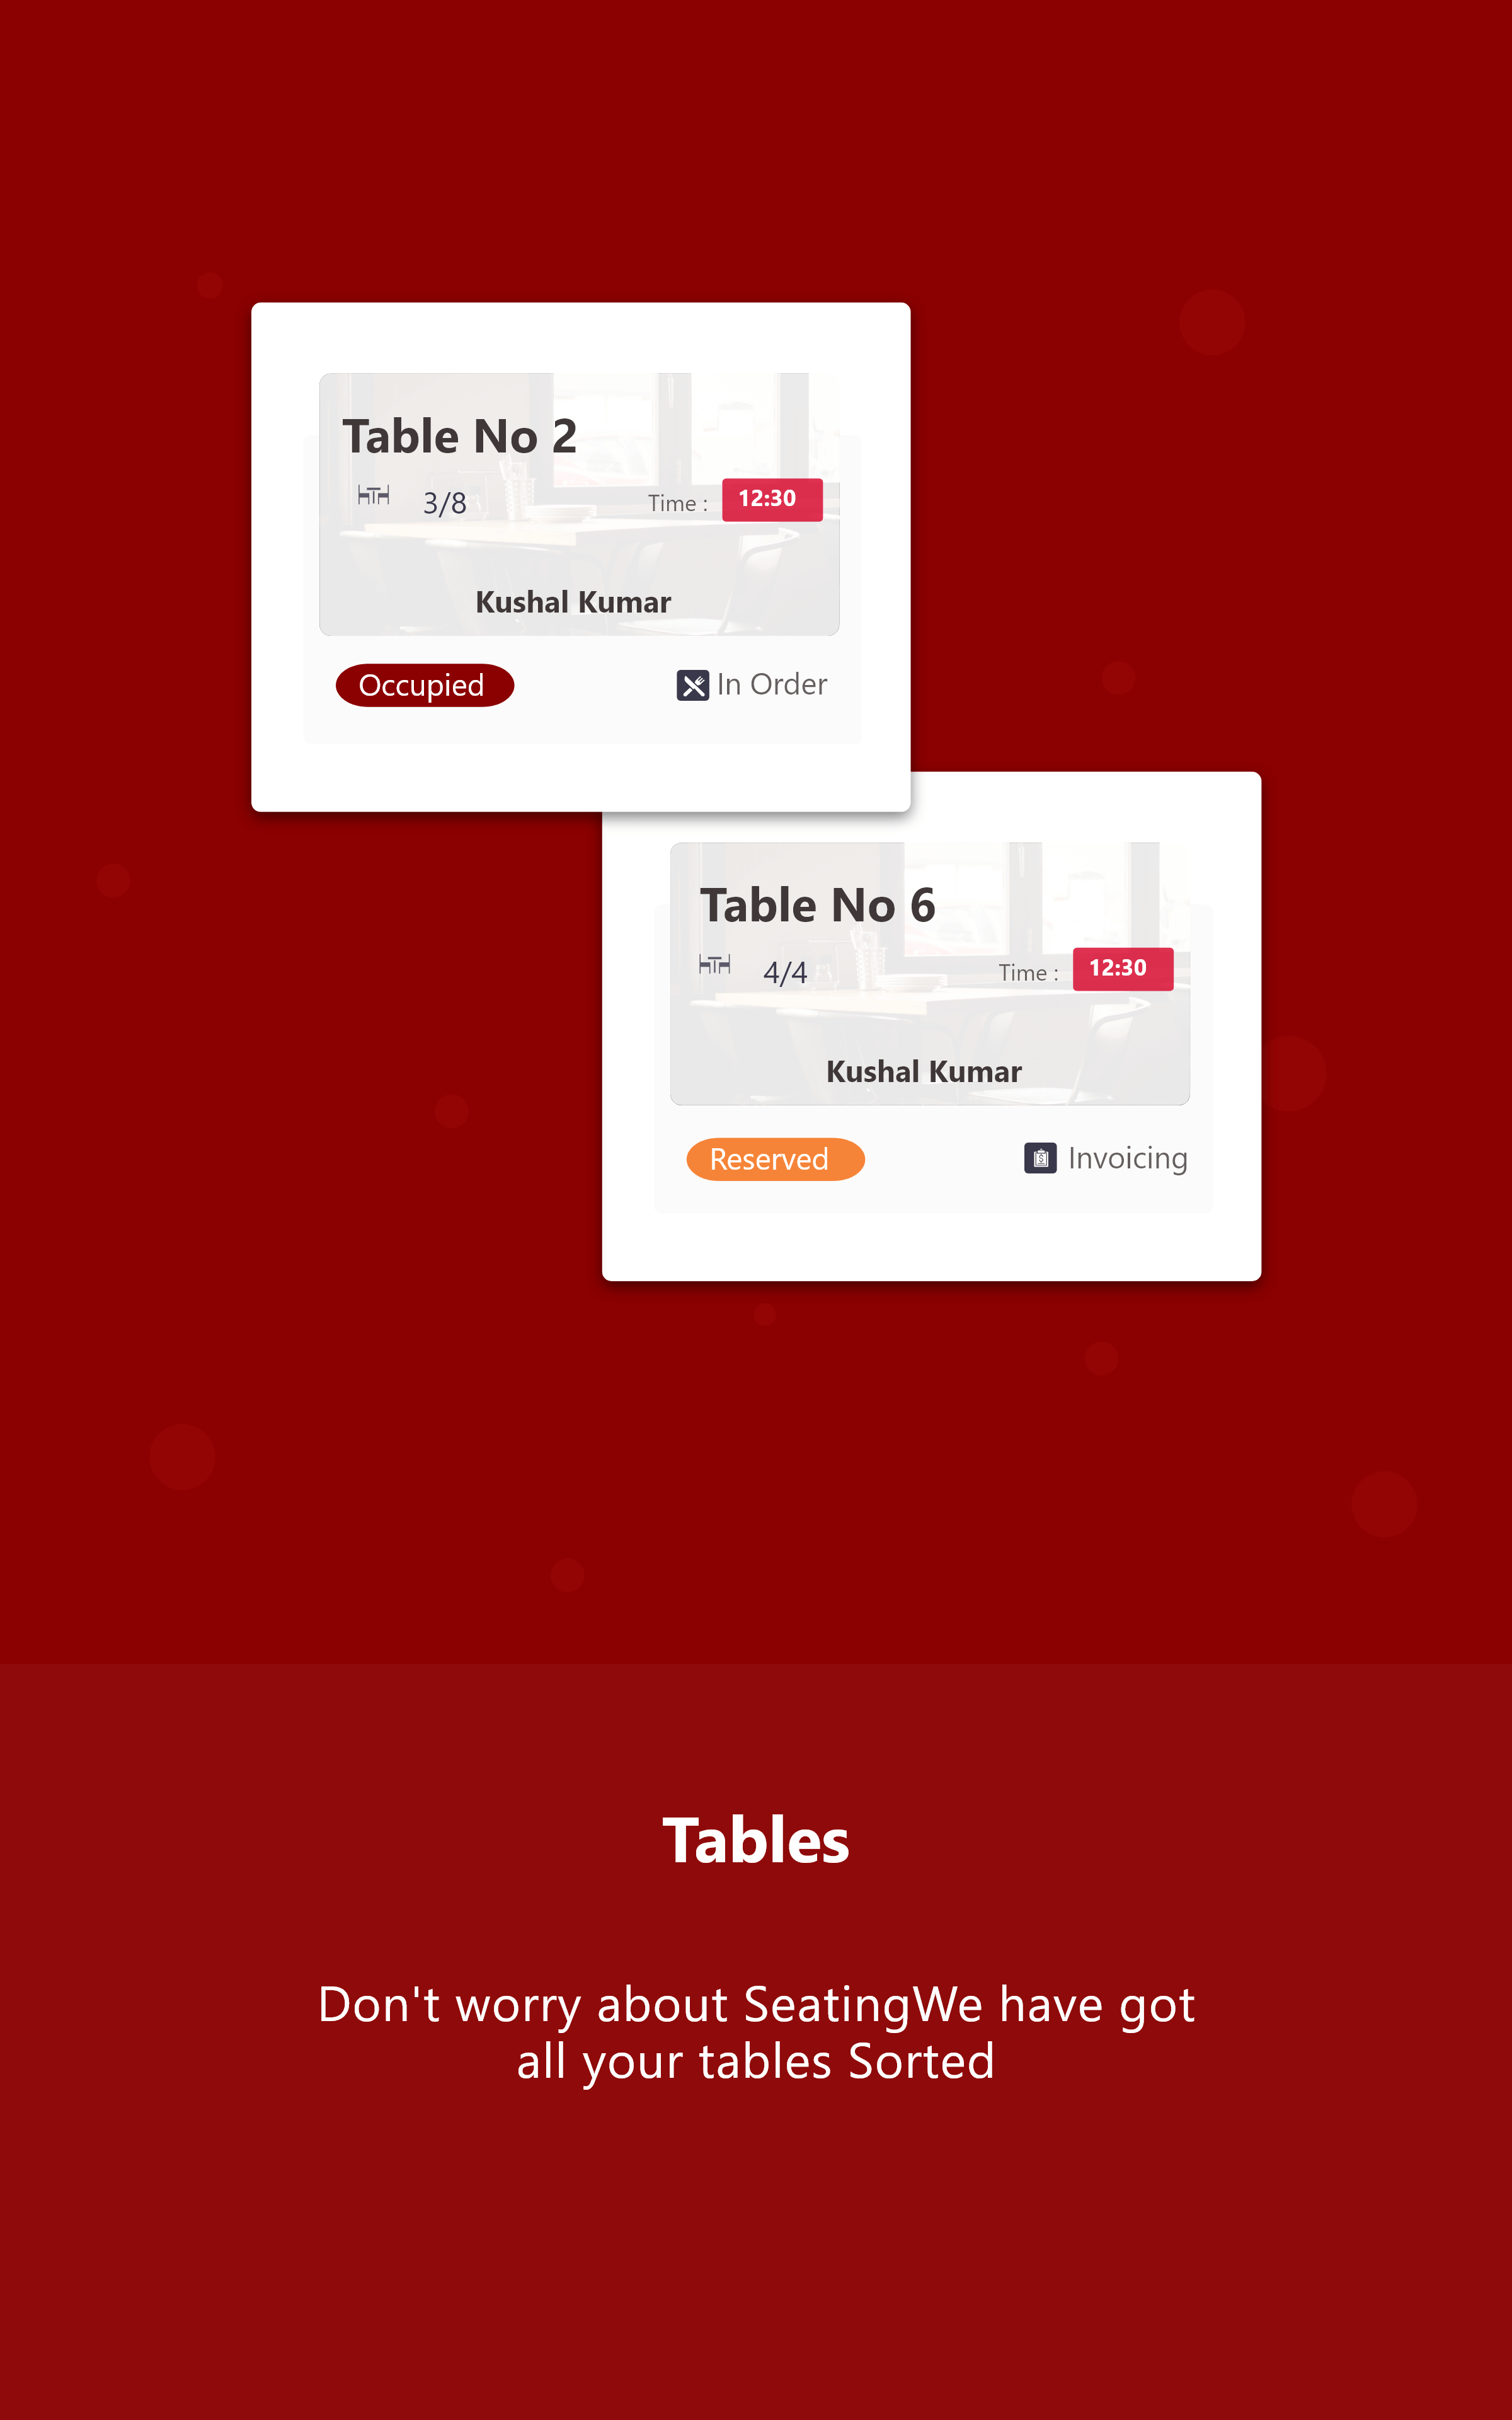 Table No 2
3/8
Time :
12:30
Kushal Kumar
Occupied
In Order
Table No 6
4/4
Time :
12:30
Kushal Kumar
Reserved
Invoicing
Tables
Don't worry about SeatingWe have got
all your tables Sorted